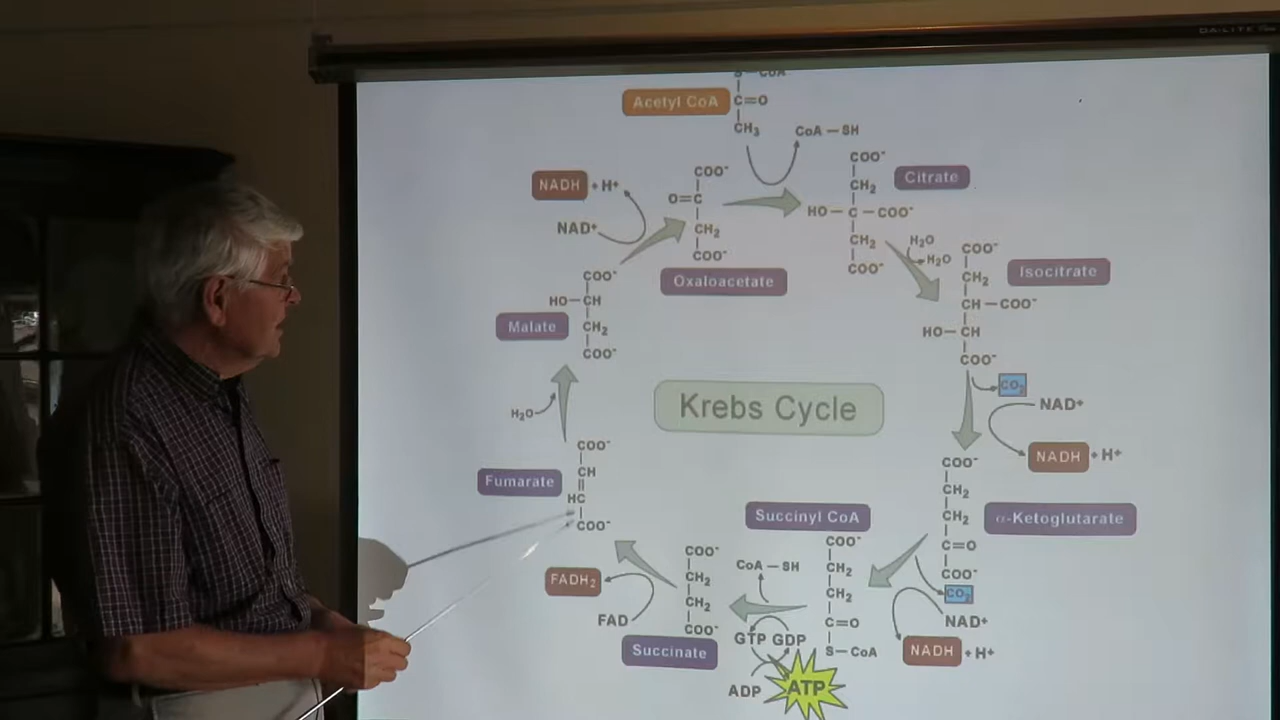 DA-LITE
S-CoA
Acetyl CoA
C=O
CH₃
CoA-SH
COO⁻
CH₂
HO-C-COO⁻
CH₂
COO⁻
Citrate
H₂O
H₂O
COO⁻
CH₂
CH-COO⁻
HO-CH
COO⁻
Isocitrate
CO₂
NAD⁺
NADH + H⁺
COO⁻
CH₂
CH₂
C=O
COO⁻
α-Ketoglutarate
CO₂
NAD⁺
NADH + H⁺
Succinyl CoA
COO⁻
CH₂
CH₂
C=O
S-CoA
CoA-SH
GTP GDP
ADP ATP
COO⁻
CH₂
CH₂
COO⁻
Succinate
FADH₂
FAD
Fumarate
COO⁻
CH
HC
COO⁻
H₂O
Malate
COO⁻
HO-CH
CH₂
COO⁻
NADH + H⁺
NAD⁺
COO⁻
O=C
CH₂
COO⁻
Oxaloacetate
Krebs Cycle